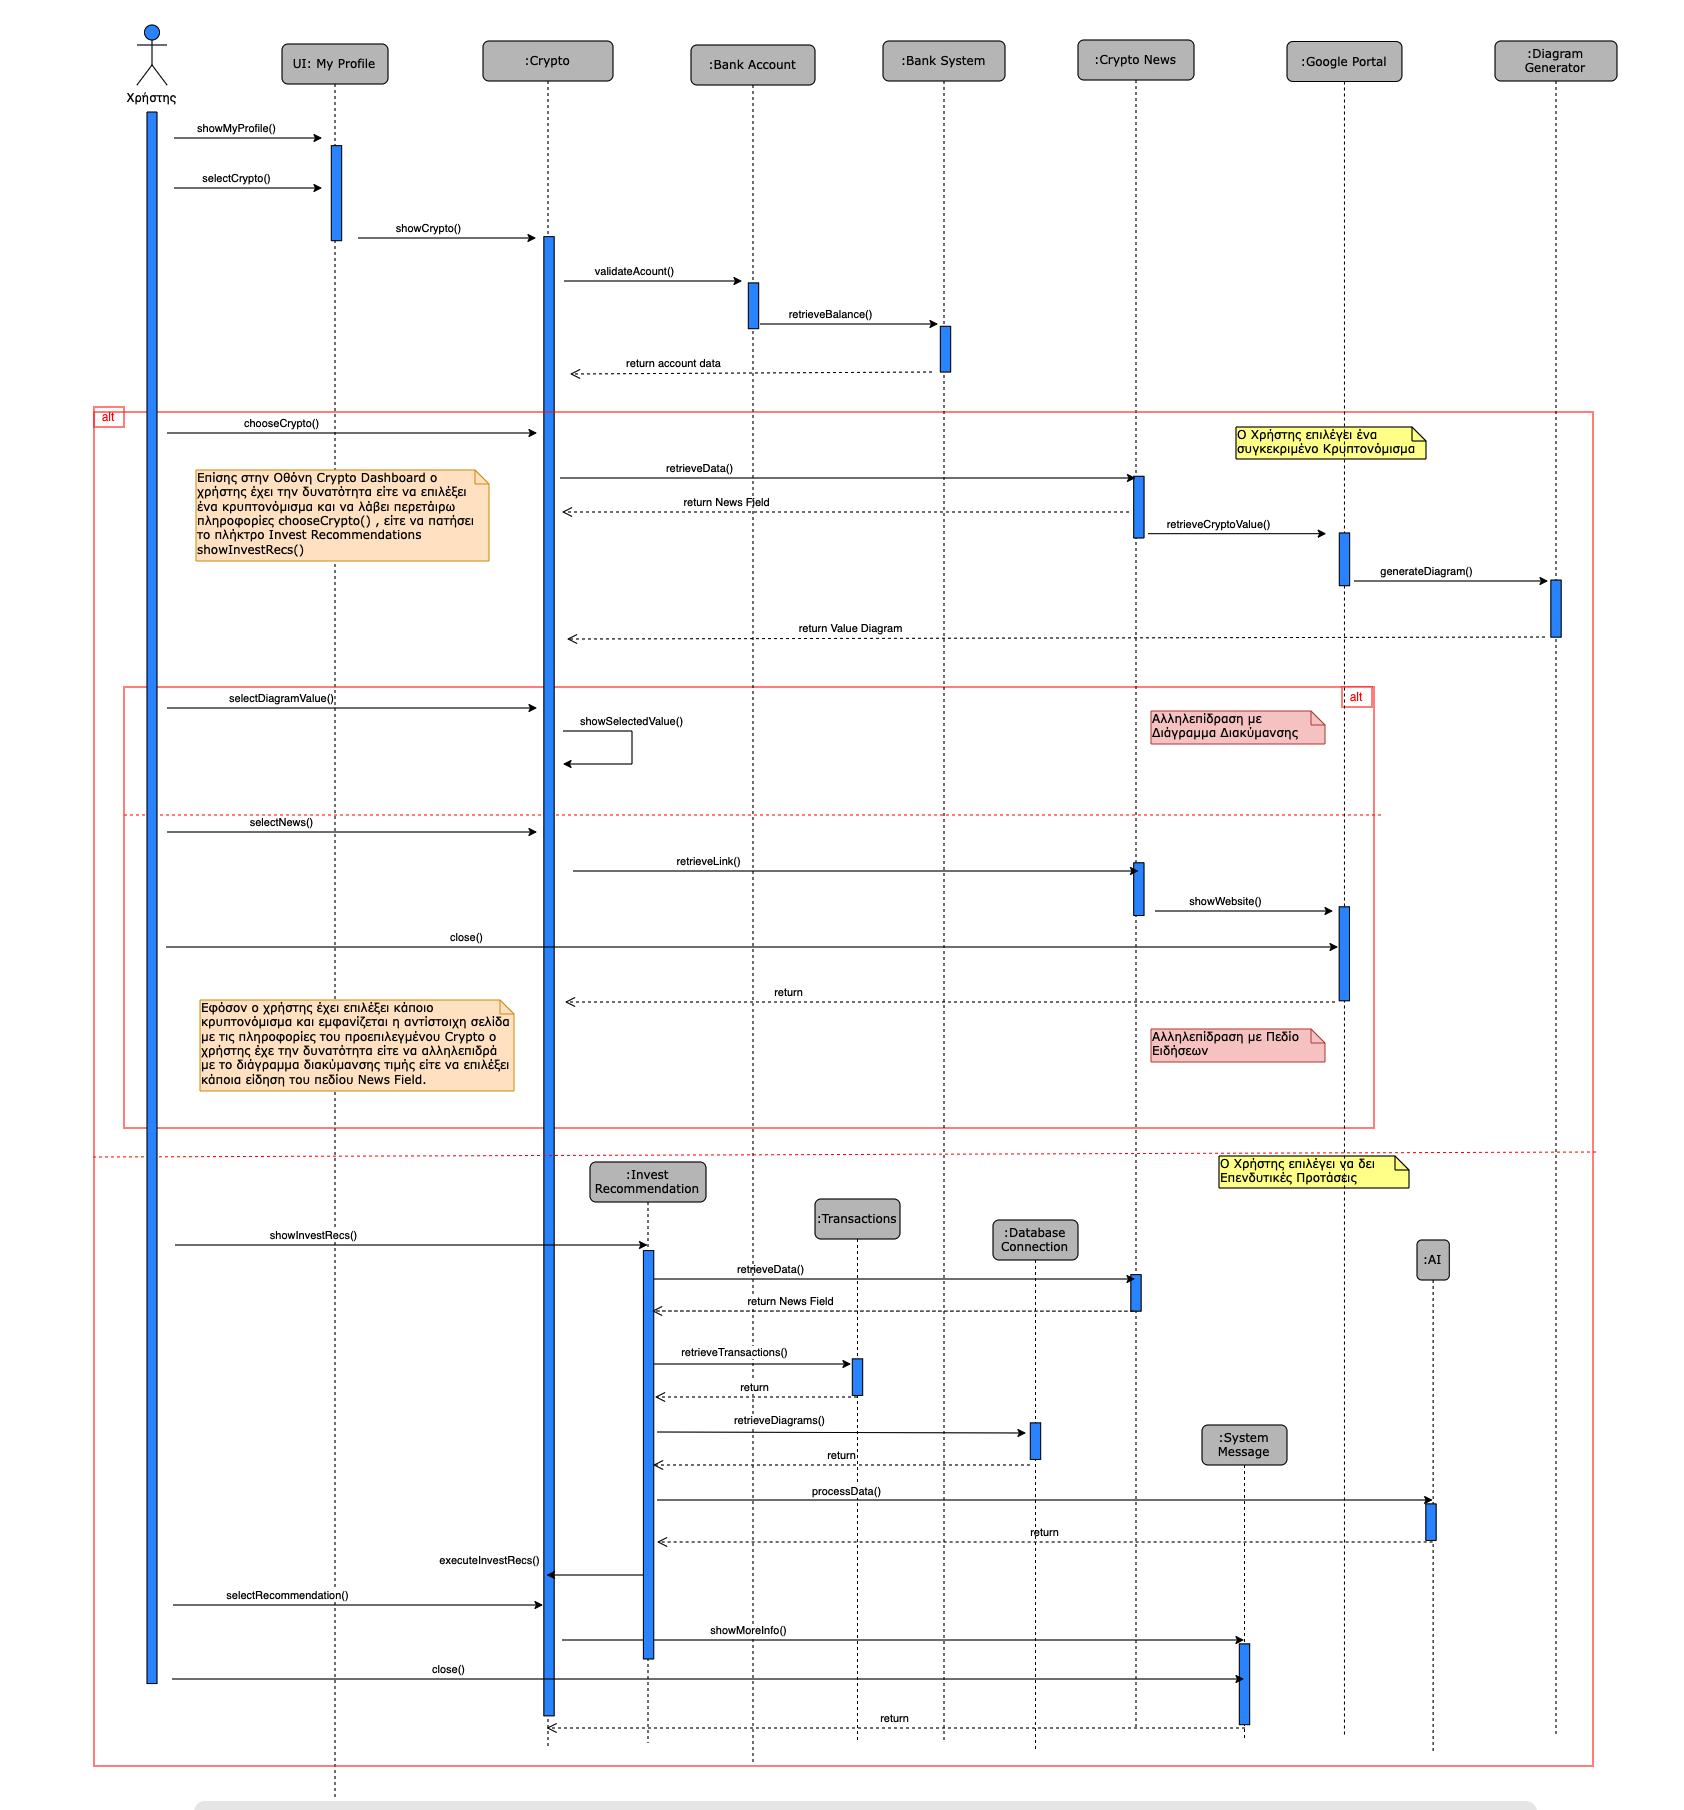 Χρήστης
UI: My Profile
:Crypto
:Bank Account
:Bank System
:Crypto News
:Google Portal
:Diagram
Generator
showMyProfile()
selectCrypto()
showCrypto()
validateAcount()
retrieveBalance()
return account data
alt
chooseCrypto()
Ο Χρήστης επιλέγει ένα
συγκεκριμένο Κρυπτονόμισμα
retrieveData()
Επίσης στην Οθόνη Crypto Dashboard ο
χρήστης έχει την δυνατότητα είτε να επιλέξει
ένα κρυπτονόμισμα και να λάβει περετάιρω
πληροφορίες chooseCrypto() , είτε να πατήσει
το πλήκτρο Invest Recommendations
showInvestRecs()
return News Field
retrieveCryptoValue()
generateDiagram()
return Value Diagram
alt
selectDiagramValue()
showSelectedValue()
Αλληλεπίδραση με
Διάγραμμα Διακύμανσης
selectNews()
retrieveLink()
showWebsite()
close()
return
Εφόσον ο χρήστης έχει επιλέξει κάποιο
κρυπτονόμισμα και εμφανίζεται η αντίστοιχη σελίδα
με τις πληροφορίες του προεπιλεγμένου Crypto ο
χρήστης έχε την δυνατότητα είτε να αλληλεπιδρά
με το διάγραμμα διακύμανσης τιμής είτε να επιλέξει
κάποια είδηση του πεδίου News Field.
Αλληλεπίδραση με Πεδίο
Ειδήσεων
Ο Χρήστης επιλέγει να δει
Επενδυτικές Προτάσεις
:Invest
Recommendation
:Transactions
:Database
Connection
:AI
showInvestRecs()
retrieveData()
return News Field
retrieveTransactions()
return
retrieveDiagrams()
return
:System
Message
processData()
return
executeInvestRecs()
selectRecommendation()
showMoreInfo()
close()
return